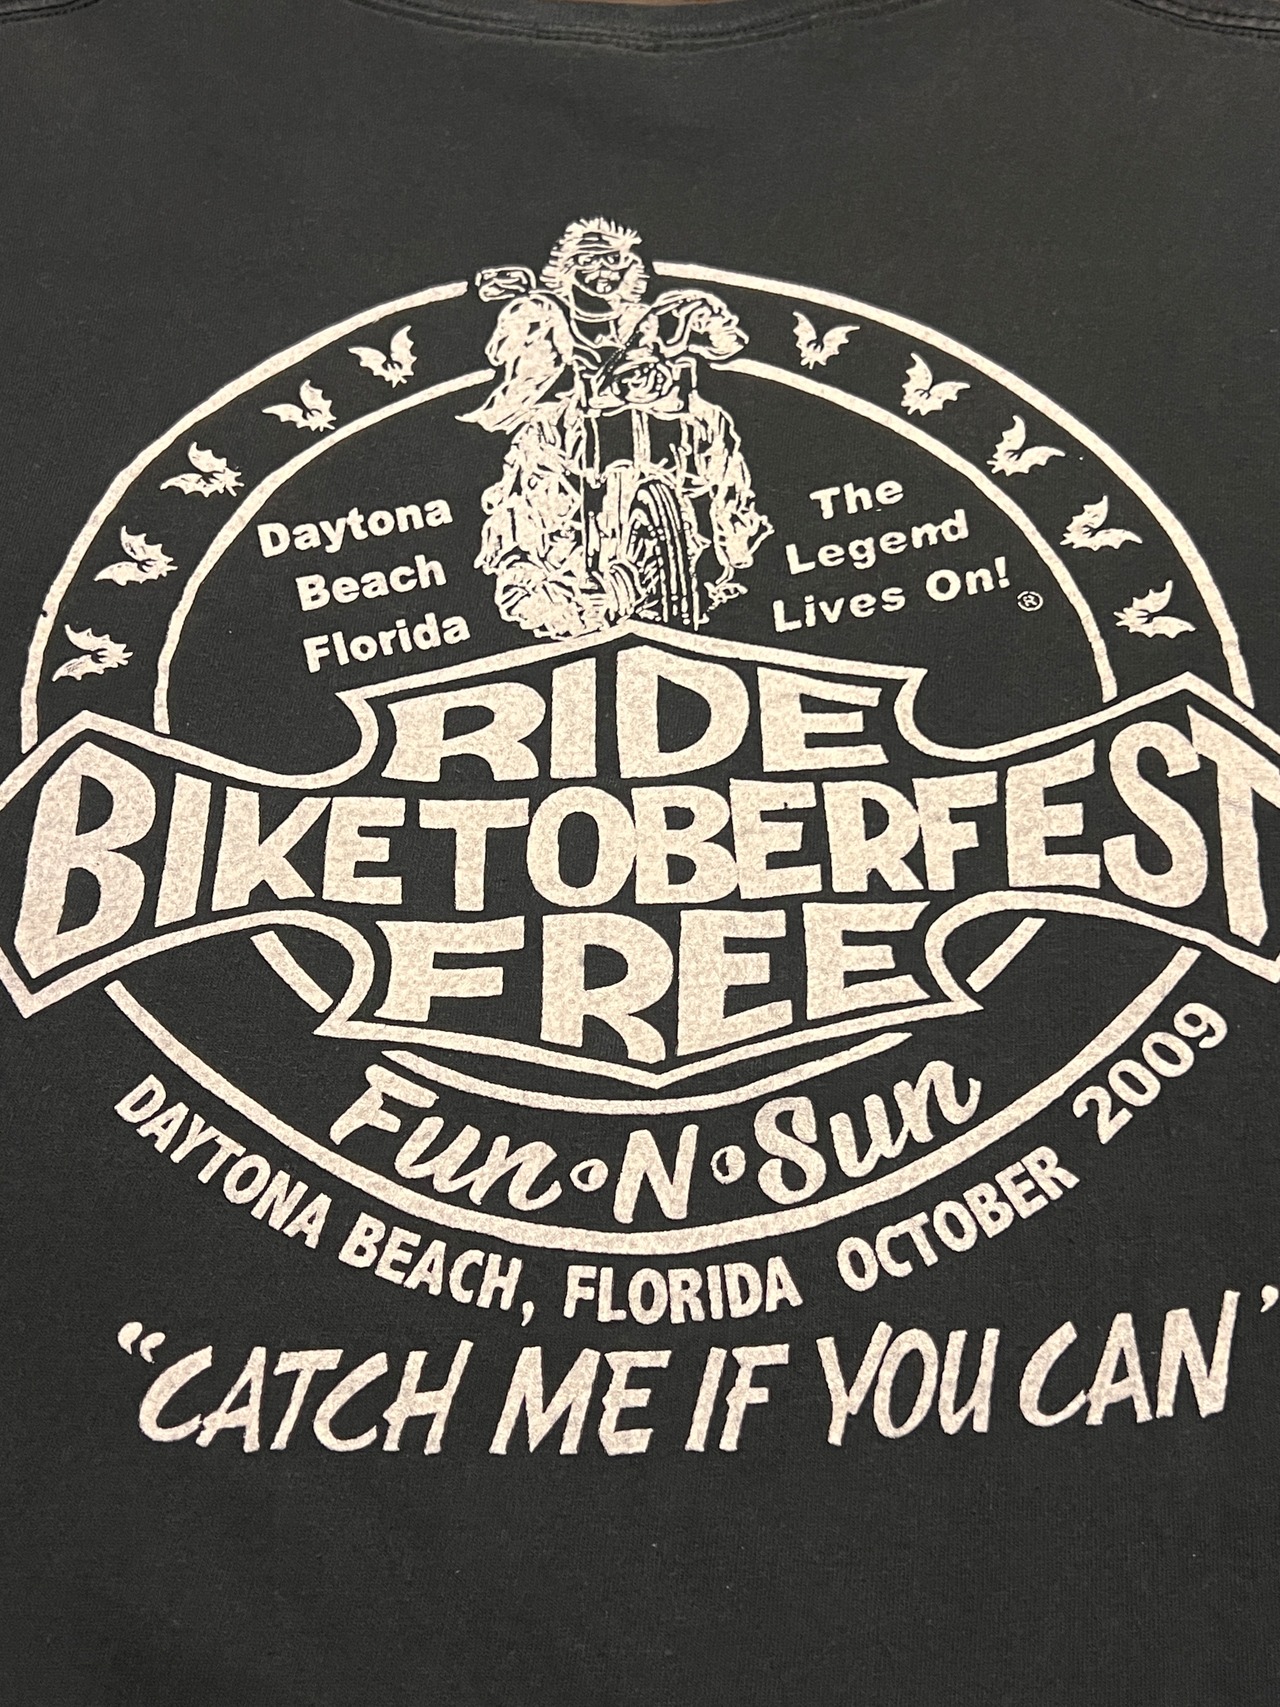 Daytona
Beach
Florida
The
Legend
Lives On!®
RIDE
BIKETOBERFEST
FREE
Fun•N•Sun
DAYTONA BEACH, FLORIDA OCTOBER 2009
“CATCH ME IF YOU CAN”